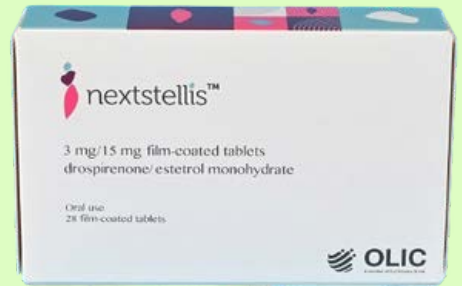 nextstellis™
3 mg/15 mg film-coated tablets
drospirenone/estetrol monohydrate
Oral use
28 film-coated tablets
OLIC